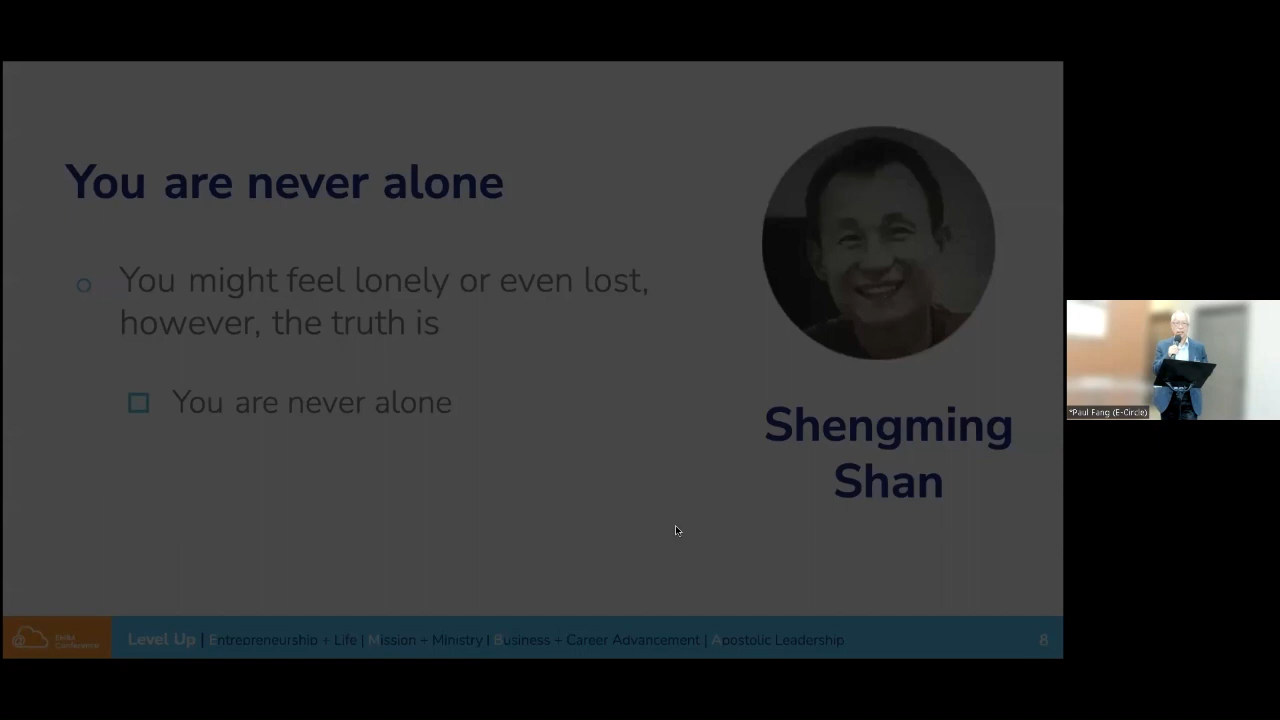 You are never alone
You might feel lonely or even lost,
however, the truth is
You are never alone
Shengming
Shan
*Paul Fang (E-Circle)
Conference
Level Up | Entrepreneurship + Life | Mission + Ministry | Business + Career Advancement | Apostolic Leadership
8